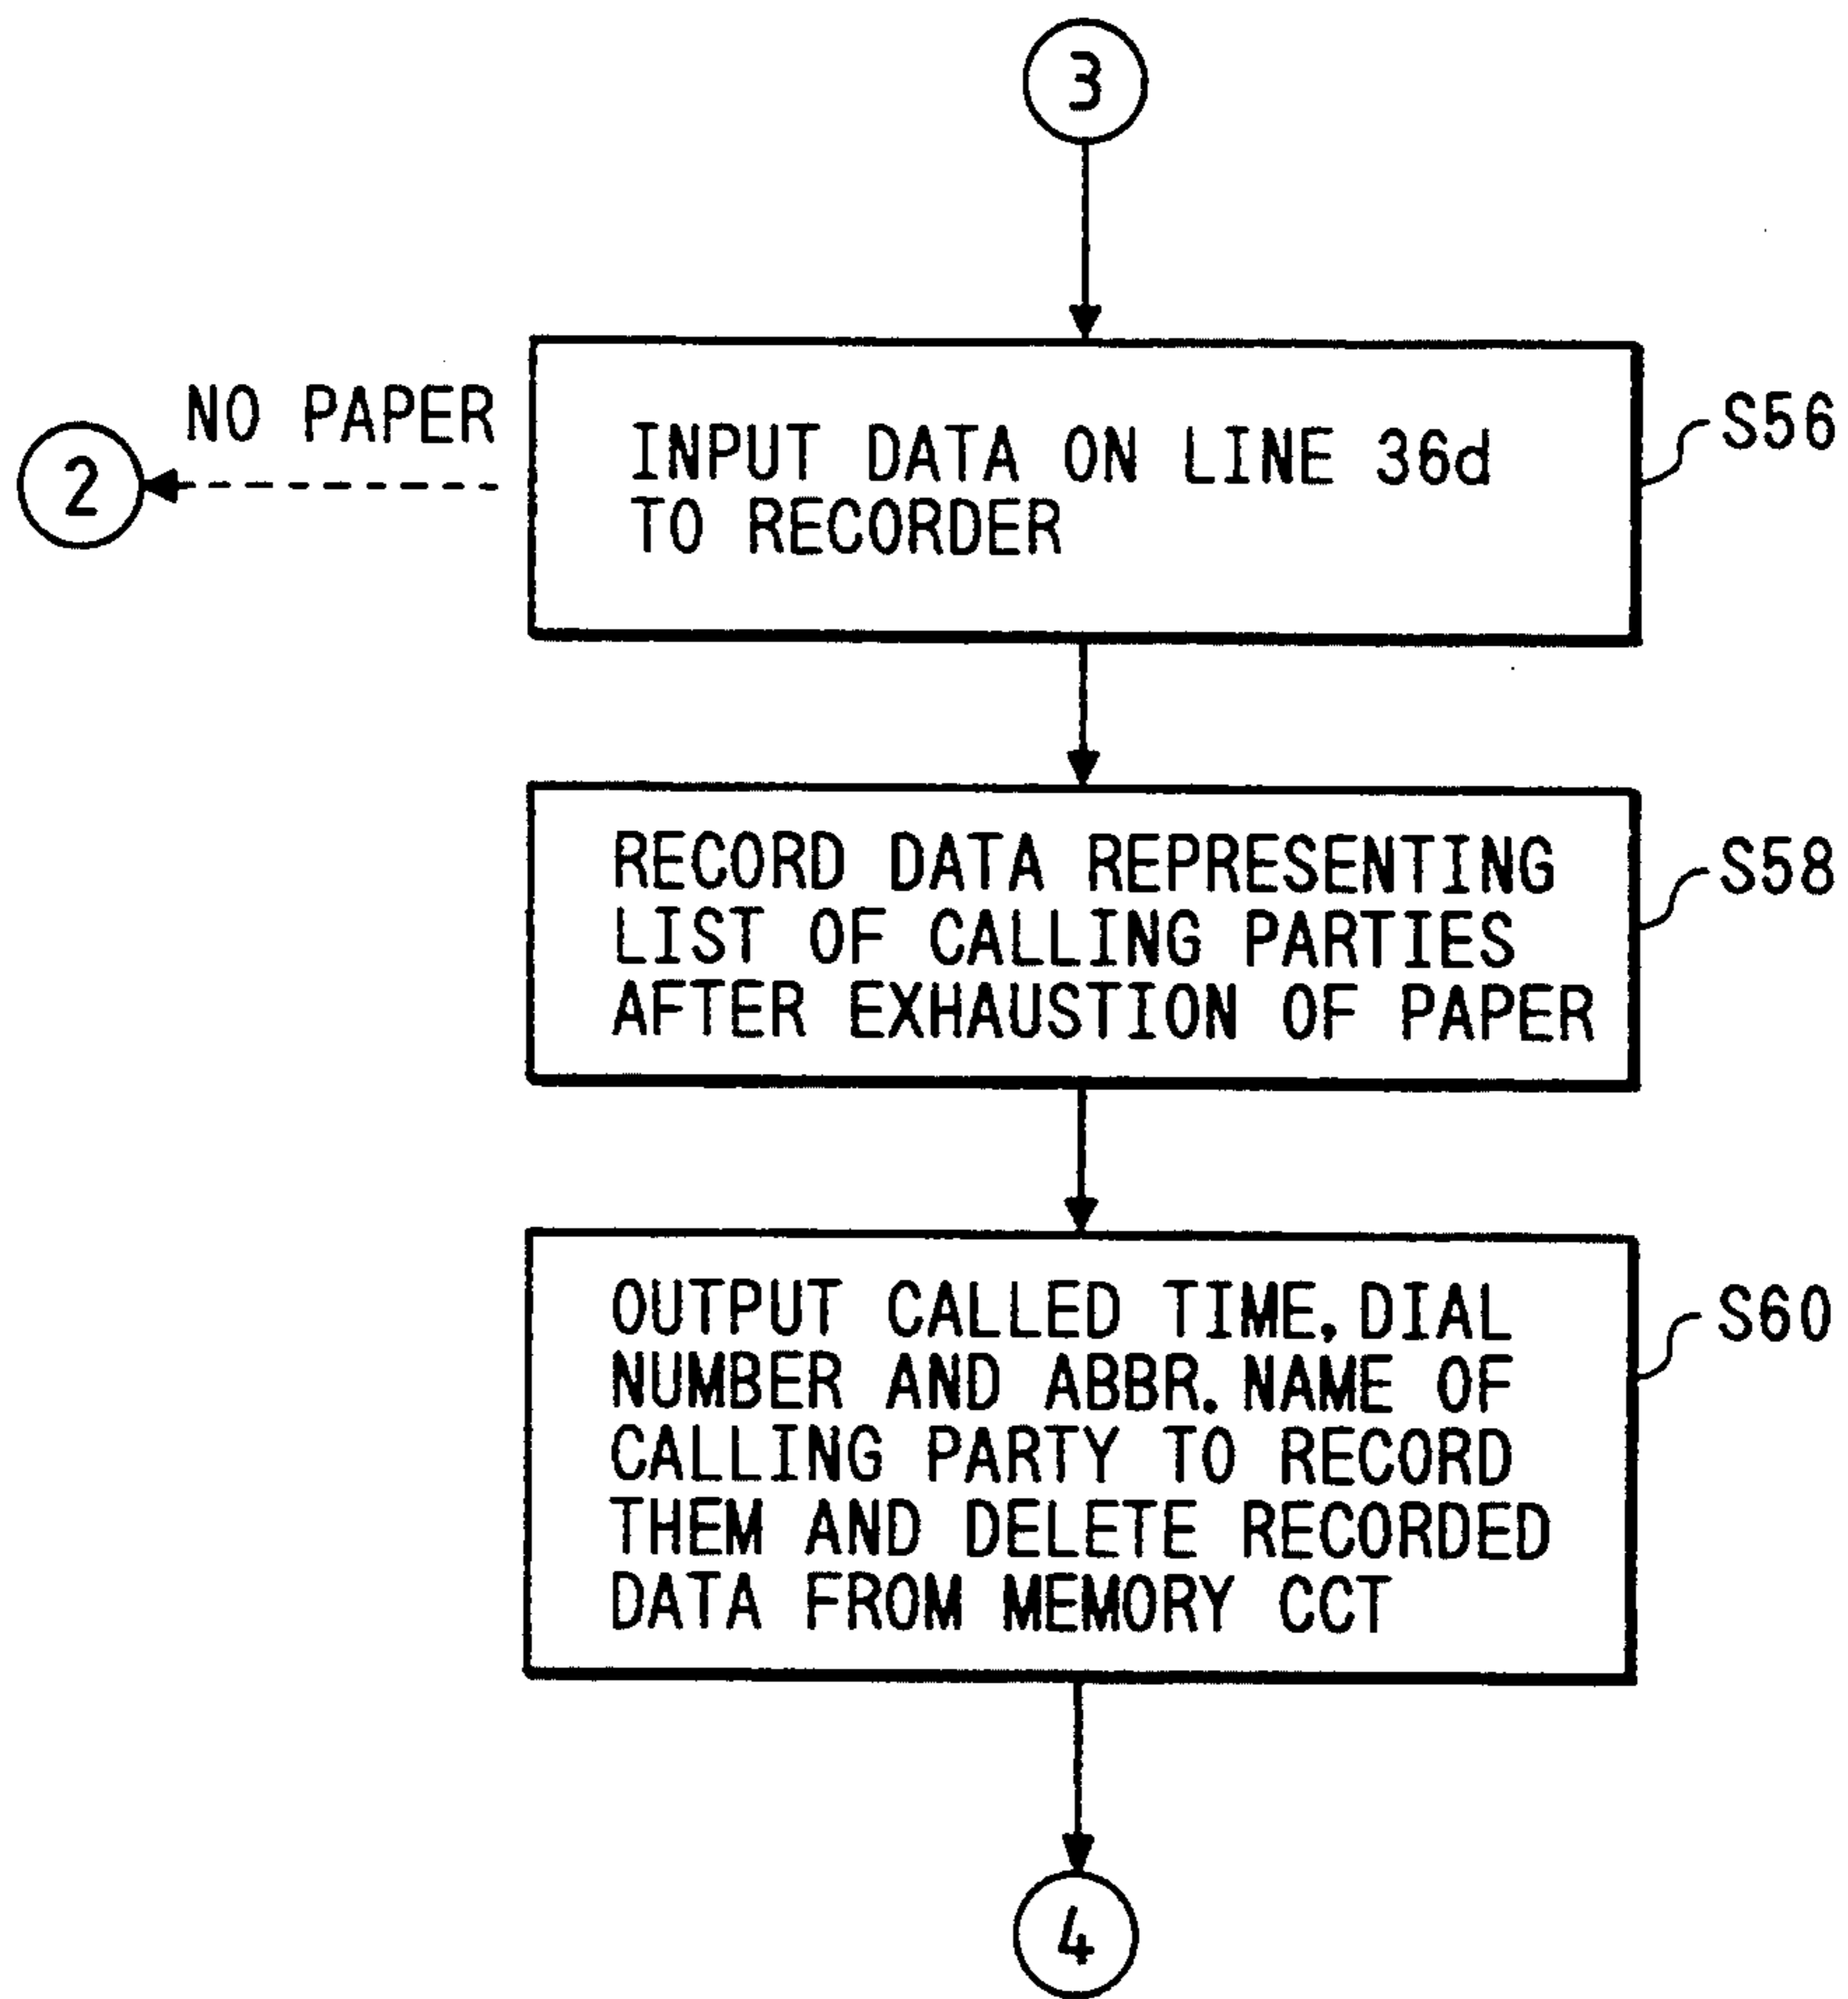 3
NO PAPER
2
INPUT DATA ON LINE 36d
TO RECORDER
S56
RECORD DATA REPRESENTING
LIST OF CALLING PARTIES
AFTER EXHAUSTION OF PAPER
S58
OUTPUT CALLED TIME, DIAL
NUMBER AND ABBR. NAME OF
CALLING PARTY TO RECORD
THEM AND DELETE RECORDED
DATA FROM MEMORY CCT
S60
4